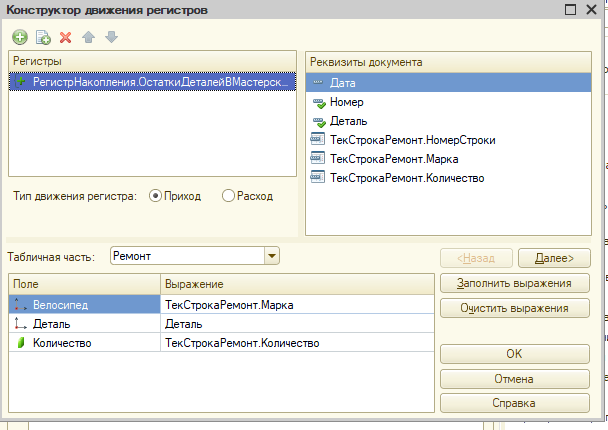 Конструктор движения регистров
Регистры
РегистрНакопления.ОстаткиДеталейВМастерск...
Тип движения регистра:
Приход
Расход
Реквизиты документа
Дата
Номер
Деталь
ТекСтрокаРемонт.НомерСтроки
ТекСтрокаРемонт.Марка
ТекСтрокаРемонт.Количество
Табличная часть:
Ремонт
<Назад
Далее>
Поле
Выражение
Велосипед
ТекСтрокаРемонт.Марка
Деталь
Деталь
Количество
ТекСтрокаРемонт.Количество
Заполнить выражения
Очистить выражения
OK
Отмена
Справка